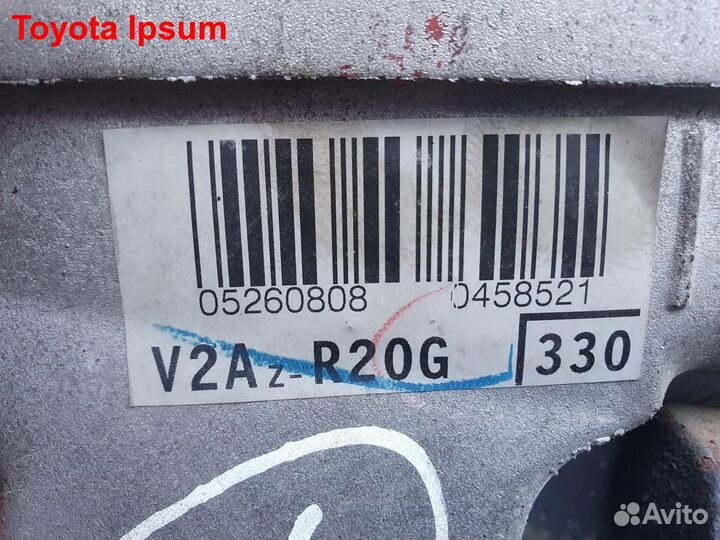 Toyota Ipsum
05260808 0458521
V2AZ-R20G 330
Avito